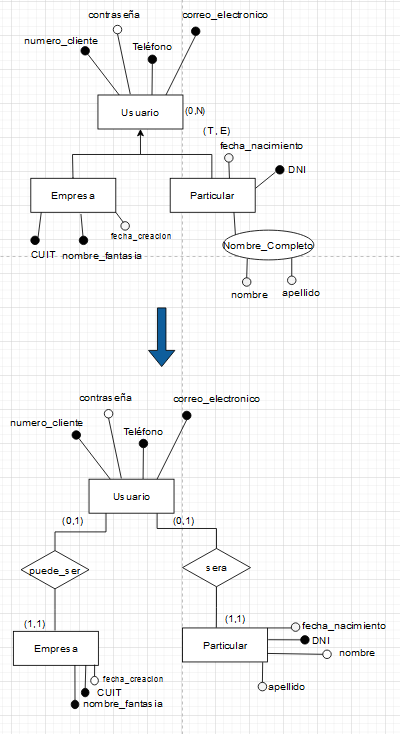 contraseña
correo_electronico
numero_cliente
Teléfono
Usuario
(0,N)
(T, E)
fecha_nacimiento
DNI
Empresa
Particular
fecha_creacion
Nombre_Completo
CUIT
nombre_fantasia
nombre
apellido
contraseña
correo_electronico
numero_cliente
Teléfono
Usuario
(0,1)
(0,1)
puede_ser
sera
(1,1)
(1,1)
fecha_nacimiento
DNI
Empresa
Particular
nombre
fecha_creacion
CUIT
apellido
nombre_fantasia